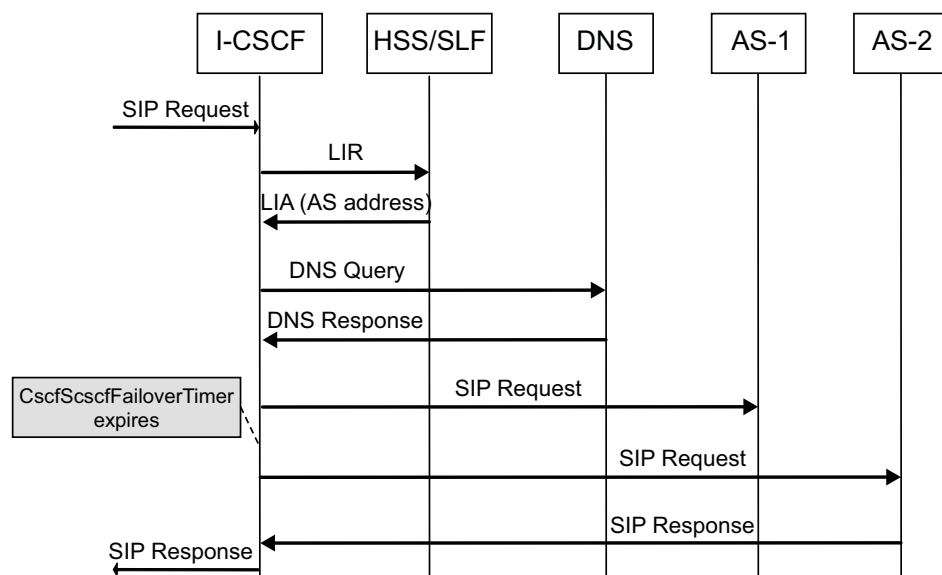 I-CSCF
HSS/SLF
DNS
AS-1
AS-2
SIP Request
LIR
LIA (AS address)
DNS Query
DNS Response
CscfScscfFailoverTimer
expires
SIP Request
SIP Request
SIP Response
SIP Response